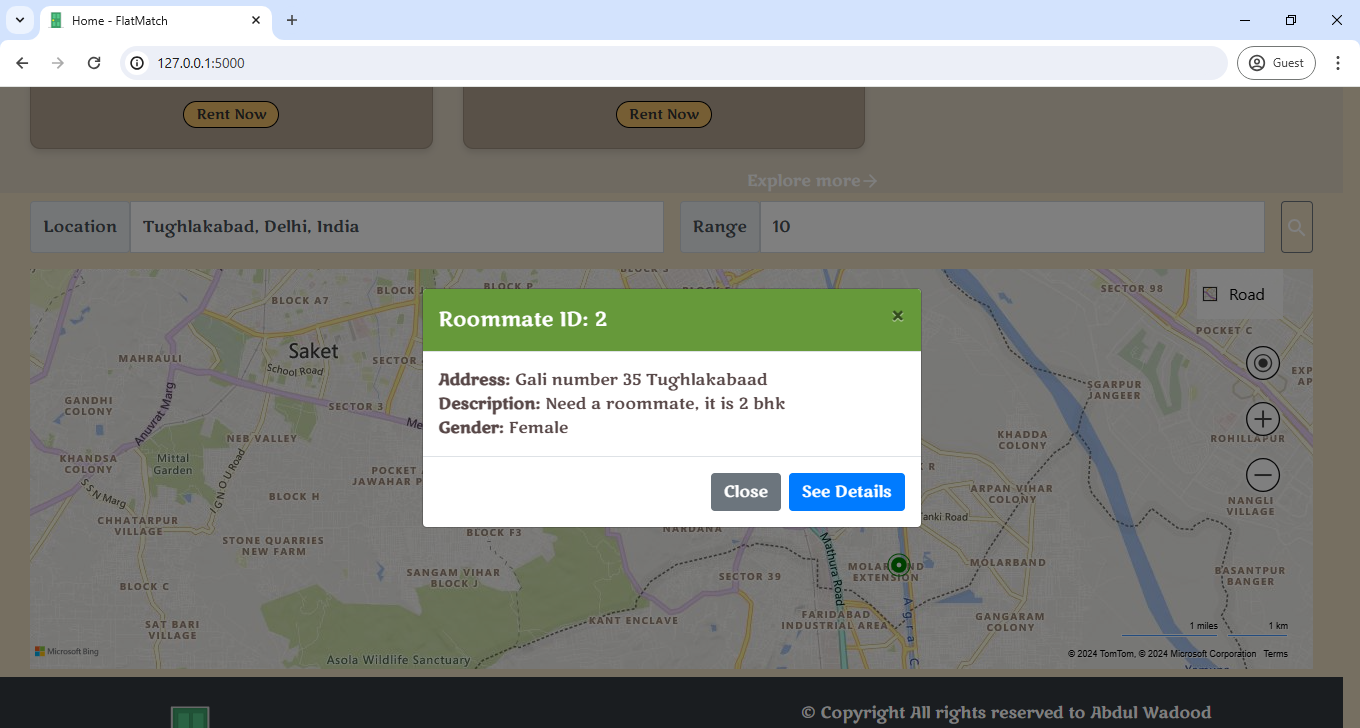 Home - FlatMatch
127.0.0.1:5000
Guest
Rent Now
Rent Now
Explore more→
Location
Tughlakabad, Delhi, India
Range
10
Road
Roommate ID: 2
×
Address: Gali number 35 Tughlakabaad
Description: Need a roommate, it is 2 bhk
Gender: Female
Close
See Details
BLOCK A7
SECTOR 98
POCKET C
MAHRAULI
Saket
School Road
GANDHI
COLONY
Anuvrat Marg
SECTOR 3
NEB VALLEY
KHANDSA
COLONY
Mittal
Garden
S S N Marg
I G N O U Road
BLOCK H
CHHATARPUR
VILLAGE
STONE QUARRIES
NEW FARM
BLOCK F3
BLOCK C
SANGAM VIHAR
BLOCK J
SAT BARI
VILLAGE
Asola Wildlife Sanctuary
KANT ENCLAVE
SECTOR 39
Mathura Road
MOLARBAND
EXTENSION
MOLARBAND
FARIDABAD
INDUSTRIAL AREA
GANGARAM
COLONY
ARPAN VIHAR
COLONY
KHADDA
COLONY
SGARPUR
JANGEER
ROHILLAPUR
NANGLI
VILLAGE
BASANTPUR
BANGER
1 miles
1 km
Microsoft Bing
© 2024 TomTom, © 2024 Microsoft Corporation
Terms
© Copyright All rights reserved to Abdul Wadood